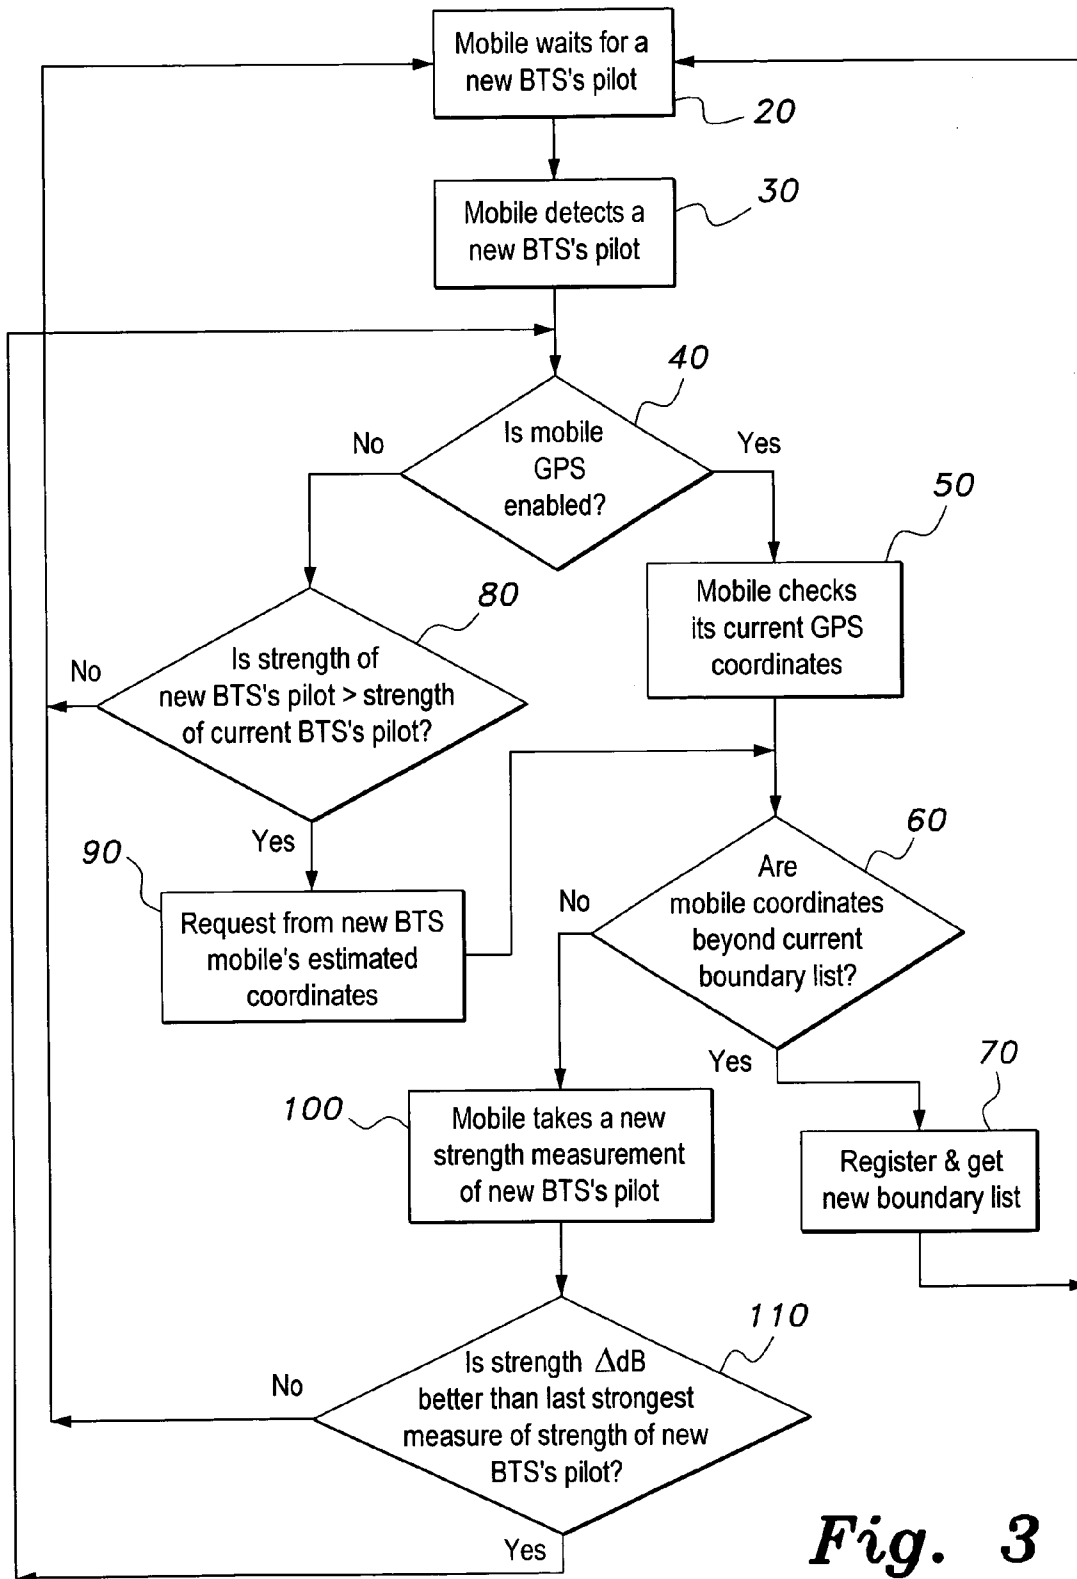 Mobile waits for a
new BTS's pilot
20
Mobile detects a
new BTS's pilot
30
40
Is mobile
GPS
enabled?
No
Yes
50
Mobile checks
its current GPS
coordinates
80
Is strength of
new BTS's pilot > strength
of current BTS's pilot?
No
Yes
90
Request from new BTS
mobile's estimated
coordinates
60
Are
mobile coordinates
beyond current
boundary list?
No
Yes
70
Register & get
new boundary list
100
Mobile takes a new
strength measurement
of new BTS's pilot
110
Is strength ΔdB
better than last strongest
measure of strength of new
BTS's pilot?
No
Yes
Fig. 3